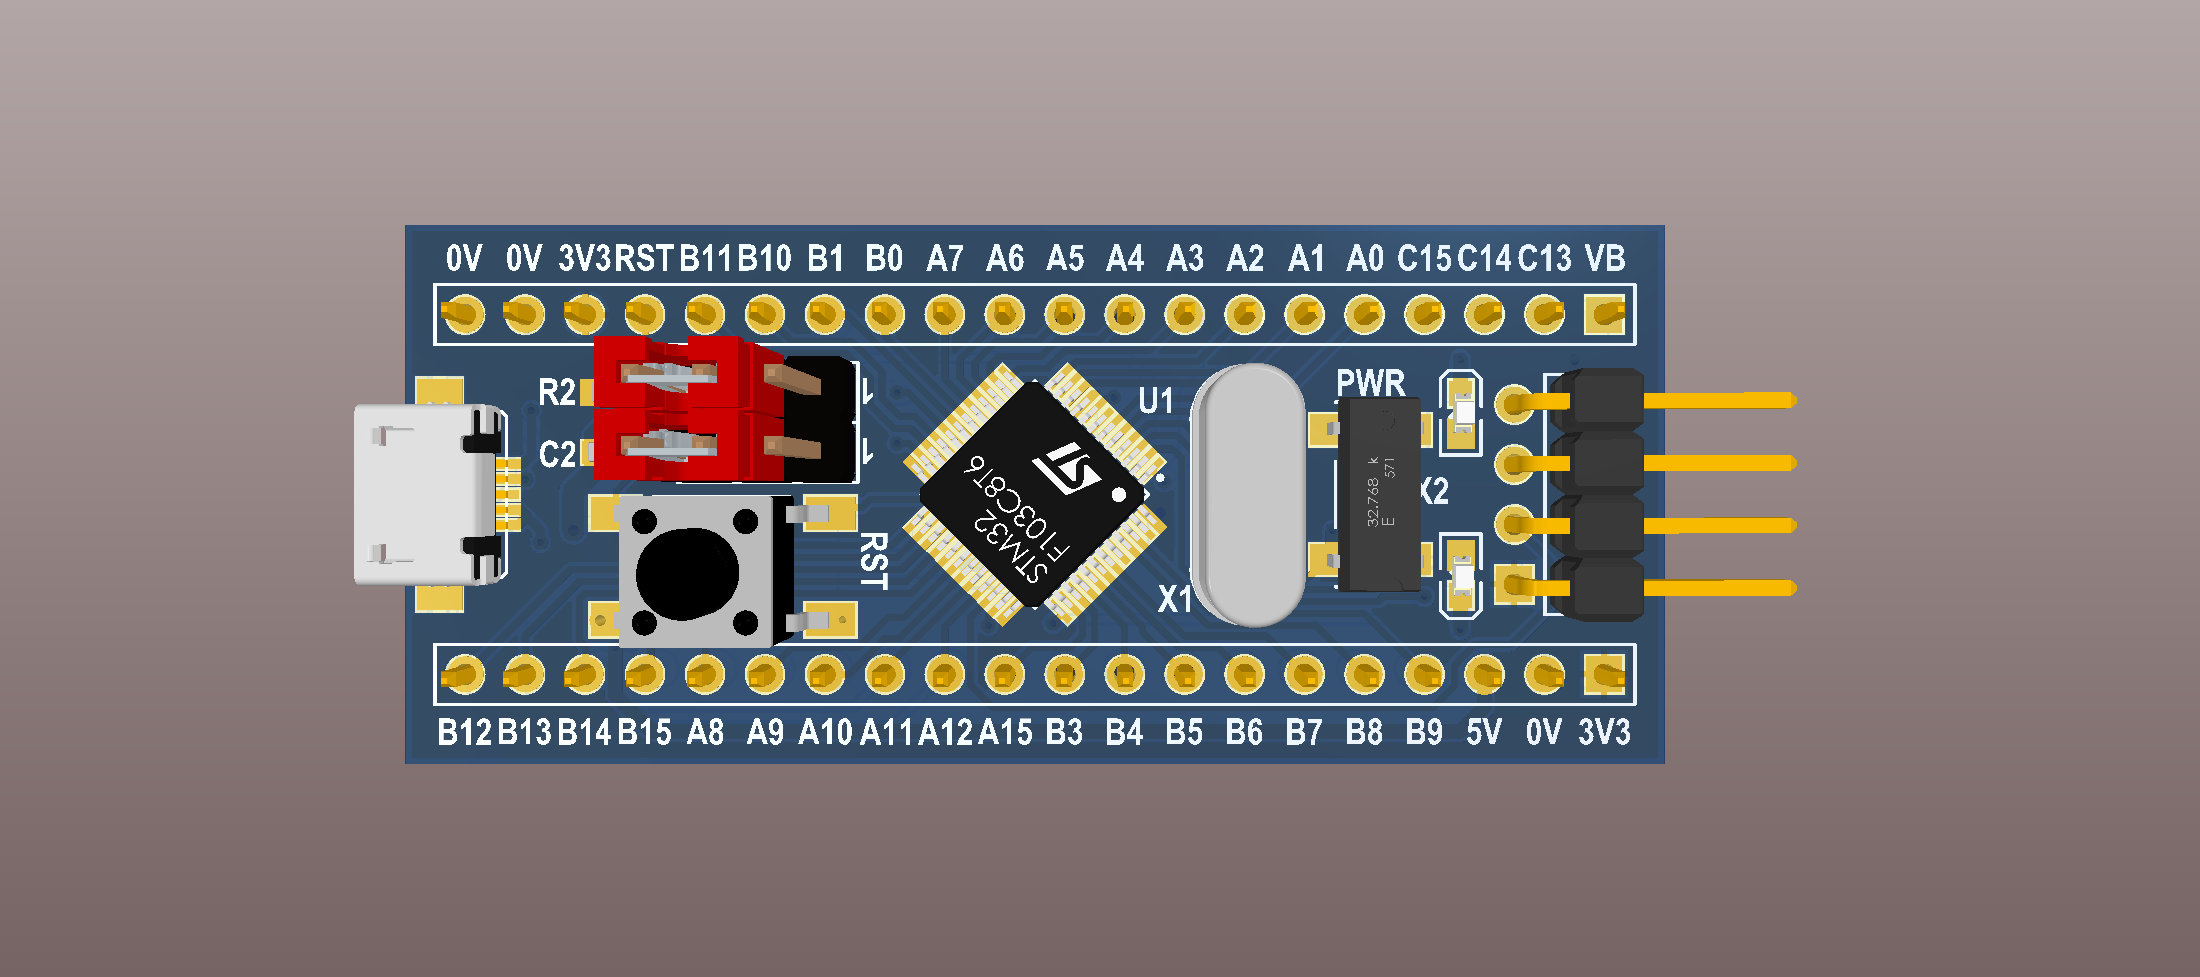 0V 0V 3V3 RST B11 B10 B1 B0 A7 A6 A5 A4 A3 A2 A1 A0 C15 C14 C13 VB
R2
1
U1
PWR
C2
1
ST
STM32
F103C8T6
32.768 k
E 571
X2
RST
X1
B12 B13 B14 B15 A8 A9 A10 A11 A12 A15 B3 B4 B5 B6 B7 B8 B9 5V 0V 3V3